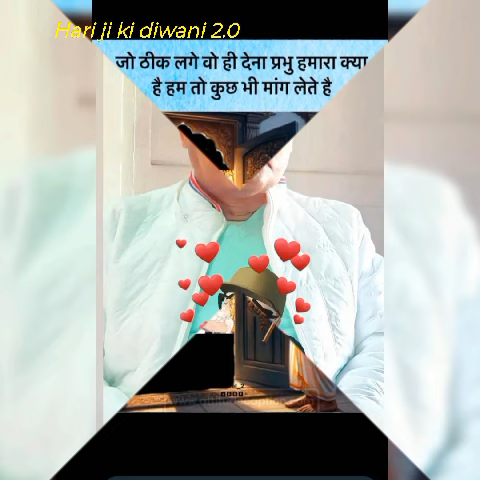 Hari ji ki diwani 2.0
जो ठीक लगे वो ही देना प्रभु हमारा क्या
है हम तो कुछ भी मांग लेते है